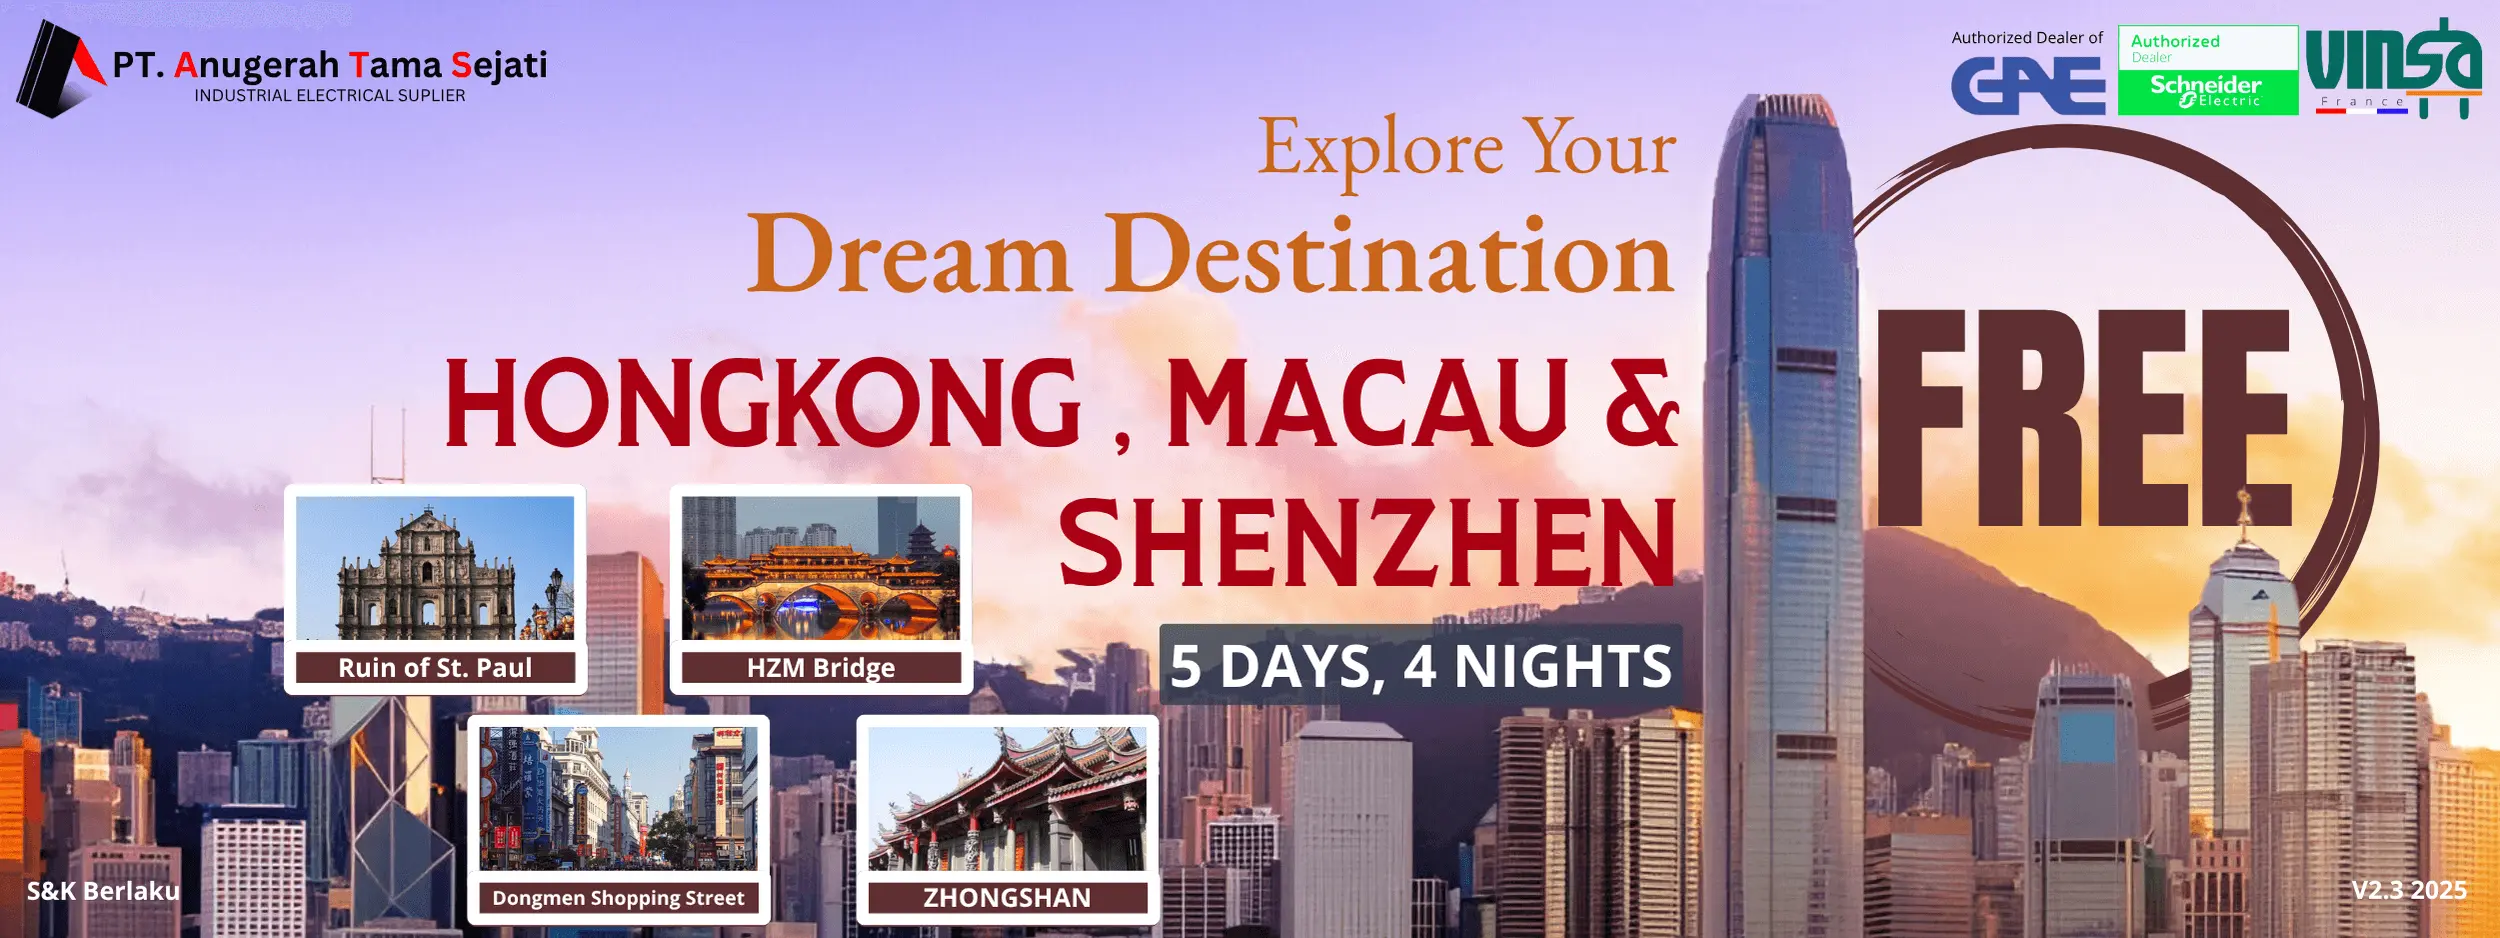 PT. Anugerah Tama Sejati
INDUSTRIAL ELECTRICAL SUPLIER
Authorized Dealer of
GAE
Authorized
Dealer
Schneider
Electric
VINSA
France
Explore Your
Dream Destination
HONGKONG , MACAU &
SHENZHEN
5 DAYS, 4 NIGHTS
FREE
Ruin of St. Paul
HZM Bridge
Dongmen Shopping Street
ZHONGSHAN
S&K Berlaku
V2.3 2025